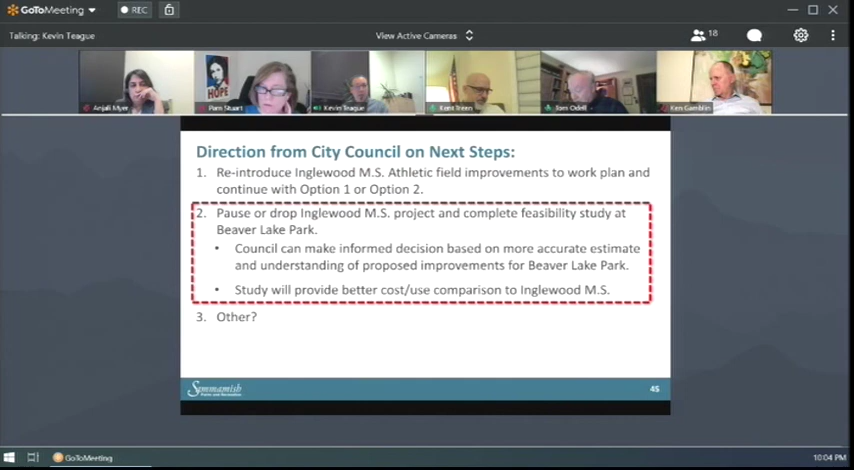 GoToMeeting
REC
Talking: Kevin Teague
View Active Cameras
18
HOPE
Anjali Myer
Pam Stuart
Kevin Teague
Kent Treen
Tom Odell
Ken Gamblin
Direction from City Council on Next Steps:
1. Re-introduce Inglewood M.S. Athletic field improvements to work plan and
continue with Option 1 or Option 2.
2. Pause or drop Inglewood M.S. project and complete feasibility study at
Beaver Lake Park.
• Council can make informed decision based on more accurate estimate
and understanding of proposed improvements for Beaver Lake Park.
• Study will provide better cost/use comparison to Inglewood M.S.
3. Other?
Sammamish
Parks and Recreation
45
GoToMeeting
10:04 PM